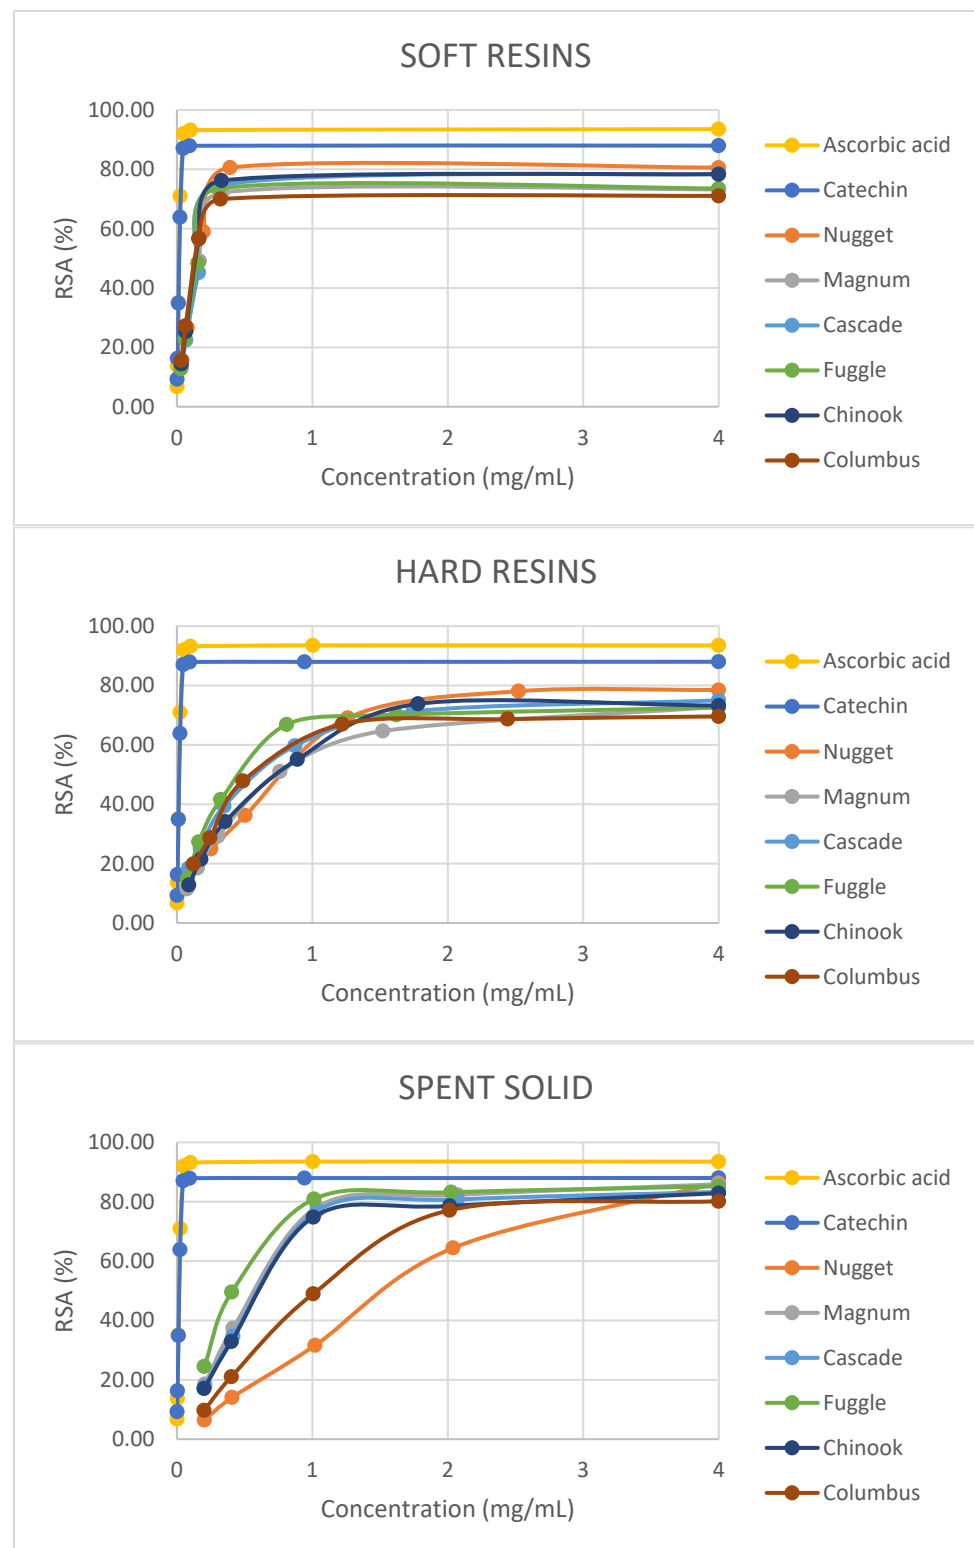 SOFT RESINS
100.00
80.00
60.00
40.00
20.00
0.00
RSA (%)
0 1 2 3 4
Concentration (mg/mL)
Ascorbic acid
Catechin
Nugget
Magnum
Cascade
Fuggle
Chinook
Columbus
HARD RESINS
100.00
80.00
60.00
40.00
20.00
0.00
RSA (%)
0 1 2 3 4
Concentration (mg/mL)
Ascorbic acid
Catechin
Nugget
Magnum
Cascade
Fuggle
Chinook
Columbus
SPENT SOLID
100.00
80.00
60.00
40.00
20.00
0.00
RSA (%)
0 1 2 3 4
Concentration (mg/mL)
Ascorbic acid
Catechin
Nugget
Magnum
Cascade
Fuggle
Chinook
Columbus